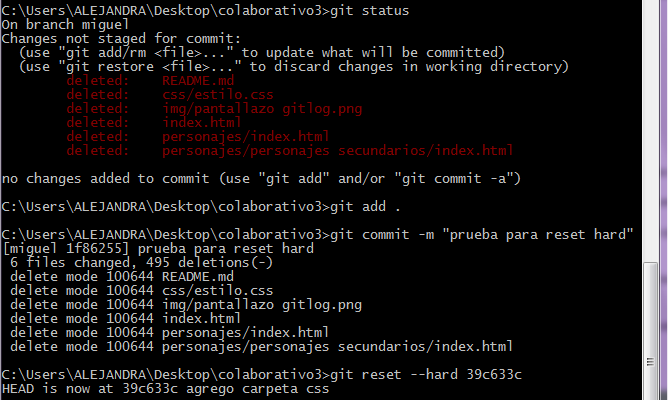 C:\Users\ALEJANDRA\Desktop\colaborativo3>git status
On branch miguel
Changes not staged for commit:
  (use "git add/rm <file>..." to update what will be committed)
  (use "git restore <file>..." to discard changes in working directory)
        deleted:    README.md
        deleted:    css/estilo.css
        deleted:    img/pantallazo gitlog.png
        deleted:    index.html
        deleted:    personajes/index.html
        deleted:    personajes/personajes secundarios/index.html
no changes added to commit (use "git add" and/or "git commit -a")
C:\Users\ALEJANDRA\Desktop\colaborativo3>git add .
C:\Users\ALEJANDRA\Desktop\colaborativo3>git commit -m "prueba para reset hard"
[miguel 1f86255] prueba para reset hard
 6 files changed, 495 deletions(-)
 delete mode 100644 README.md
 delete mode 100644 css/estilo.css
 delete mode 100644 img/pantallazo gitlog.png
 delete mode 100644 index.html
 delete mode 100644 personajes/index.html
 delete mode 100644 personajes/personajes secundarios/index.html
C:\Users\ALEJANDRA\Desktop\colaborativo3>git reset --hard 39c633c
HEAD is now at 39c633c agrego carpeta css